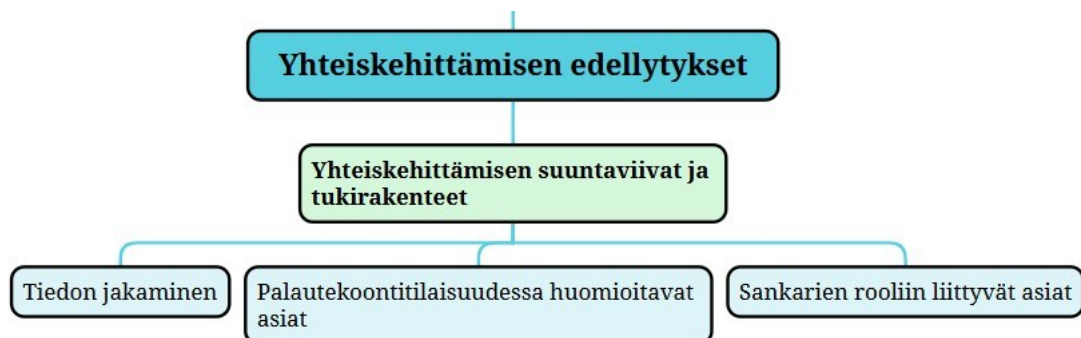 Yhteiskehittämisen edellytykset
Yhteiskehittämisen suuntaviivat ja
tukirakenteet
Tiedon jakaminen
Palautekoontitilaisuudessa huomioitavat
asiat
Sankarien rooliin liittyvät asiat